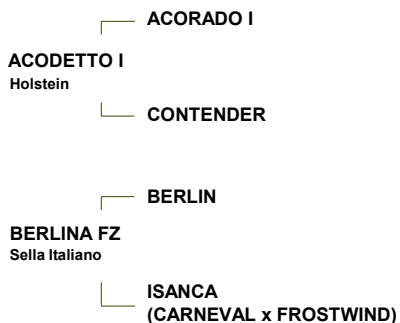 ACORADO I
ACODETTO I
Holstein
CONTENDER
BERLIN
BERLINA FZ
Sella Italiano
ISANCA
(CARNEVAL x FROSTWIND)